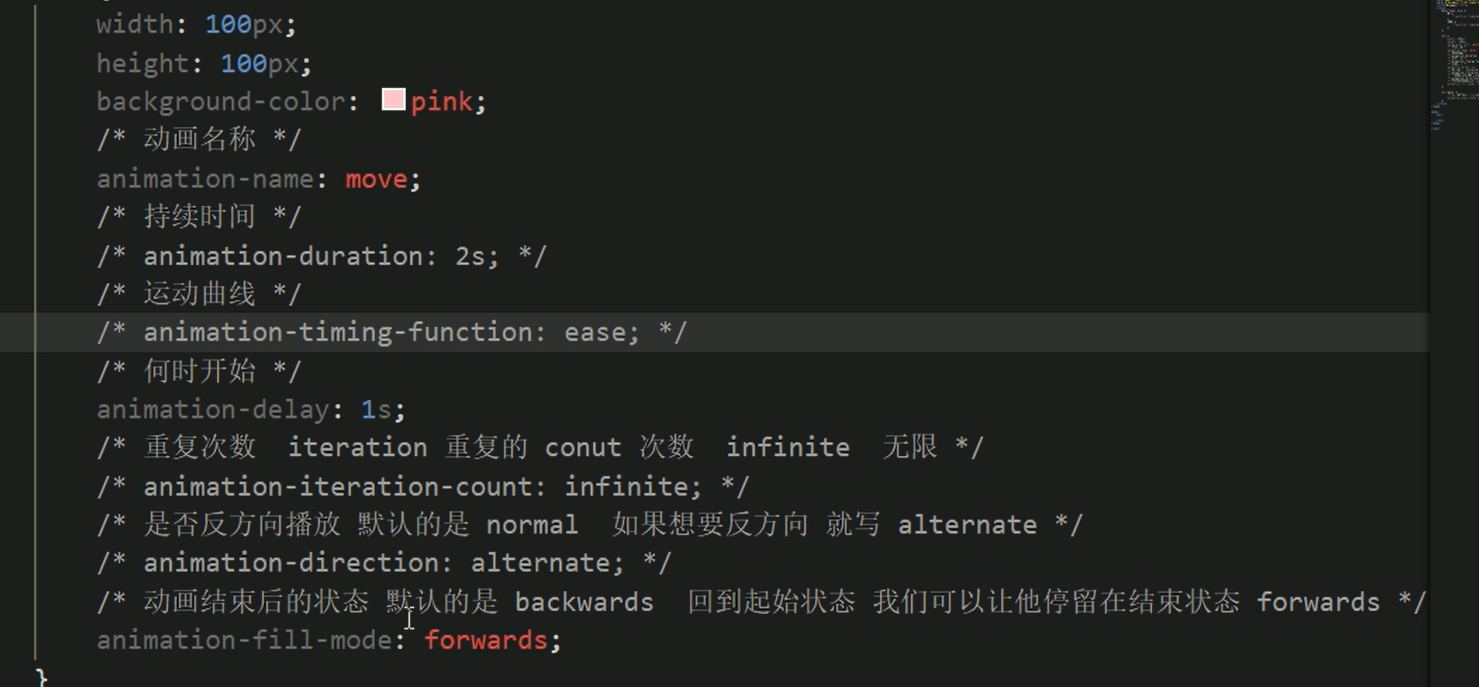 width: 100px;
height: 100px;
background-color: pink;
/* 动画名称 */
animation-name: move;
/* 持续时间 */
/* animation-duration: 2s; */
/* 运动曲线 */
/* animation-timing-function: ease; */
/* 何时开始 */
animation-delay: 1s;
/* 重复次数  iteration 重复的 conut 次数  infinite  无限 */
/* animation-iteration-count: infinite; */
/* 是否反方向播放 默认的是 normal  如果想要反方向 就写 alternate */
/* animation-direction: alternate; */
/* 动画结束后的状态 默认的是 backwards  回到起始状态 我们可以让他停留在结束状态 forwards */
animation-fill-mode: forwards;
}